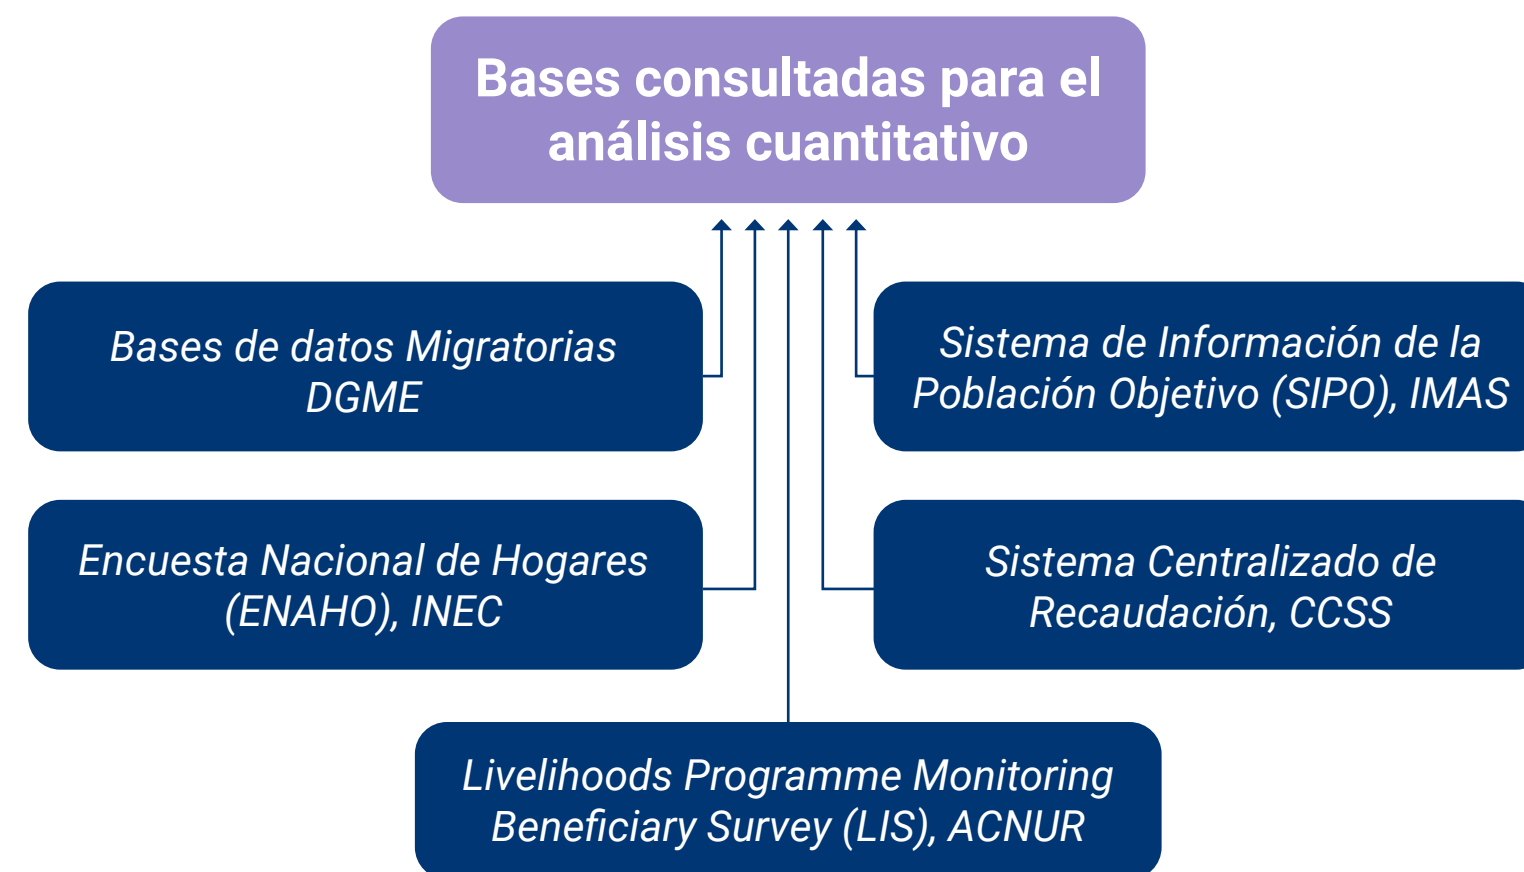 Bases consultadas para el
análisis cuantitativo
Bases de datos Migratorias
DGME
Sistema de Información de la
Población Objetivo (SIPO), IMAS
Encuesta Nacional de Hogares
(ENAHO), INEC
Sistema Centralizado de
Recaudación, CCSS
Livelihoods Programme Monitoring
Beneficiary Survey (LIS), ACNUR